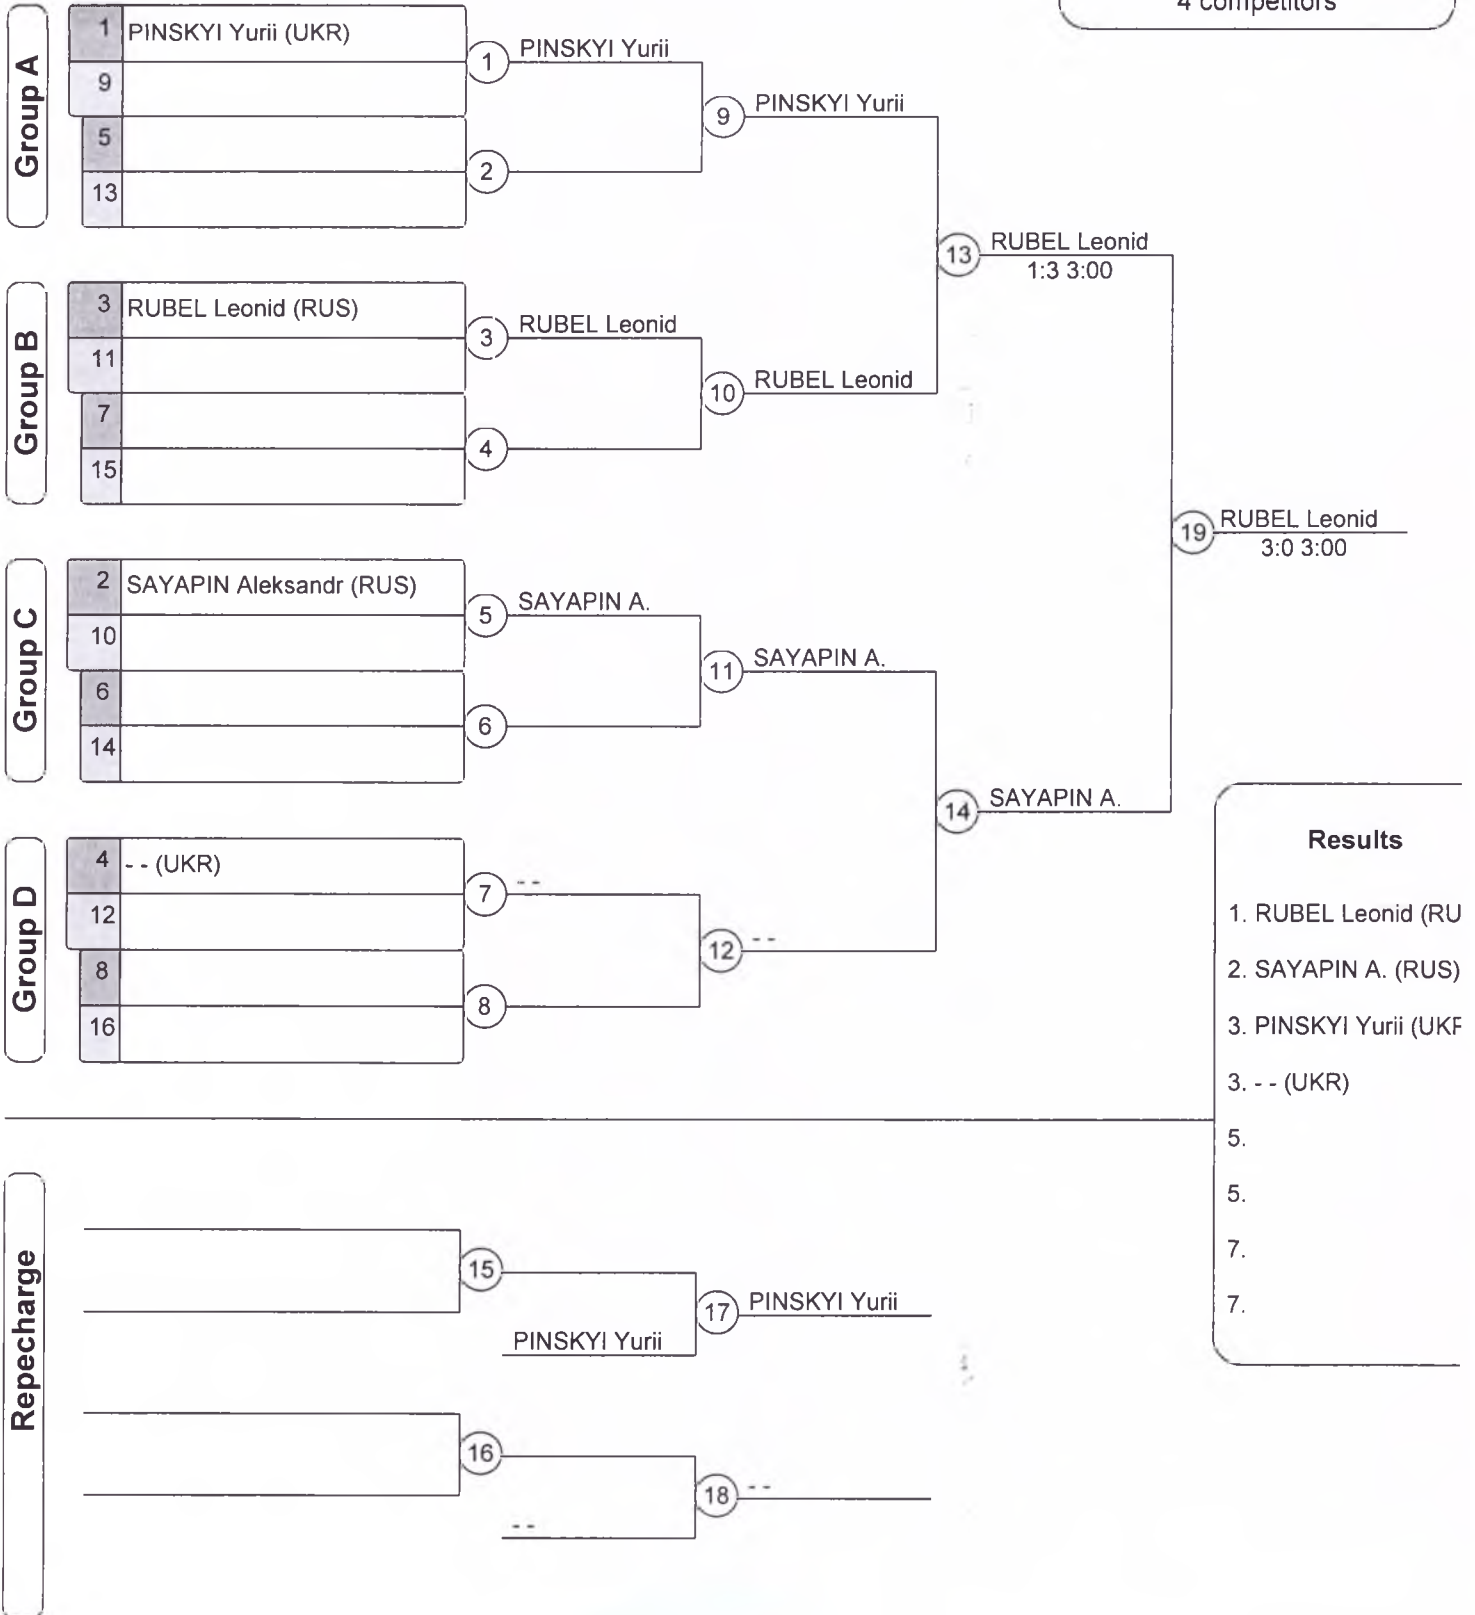 4 competitors
Group A
1 PINSKYI Yurii (UKR)
9
5
13
1 PINSKYI Yurii
2
9 PINSKYI Yurii
Group B
3 RUBEL Leonid (RUS)
11
7
15
3 RUBEL Leonid
4
10 RUBEL Leonid
13 RUBEL Leonid
1:3 3:00
Group C
2 SAYAPIN Aleksandr (RUS)
10
6
14
5 SAYAPIN A.
6
11 SAYAPIN A.
Group D
4 - - (UKR)
12
8
16
7 - -
8
12 - -
14 SAYAPIN A.
19 RUBEL Leonid
3:0 3:00
Results
1. RUBEL Leonid (RU
2. SAYAPIN A. (RUS)
3. PINSKYI Yurii (UKR
3. - - (UKR)
5.
5.
7.
7.
Repecharge
15
PINSKYI Yurii
17 PINSKYI Yurii
16
- -
18 - -